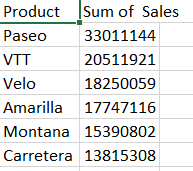 Product Sum of  Sales
Paseo 33011144
VTT 20511921
Velo 18250059
Amarilla 17747116
Montana 15390802
Carretera 13815308